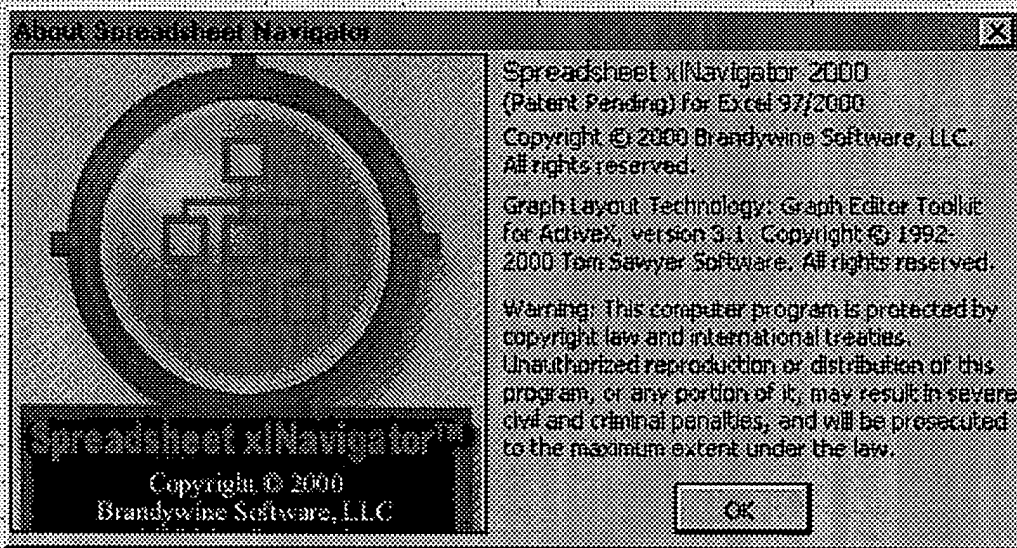 About Spreadsheet Navigator
Spreadsheet xlNavigator 2000
(Patent Pending) for Excel 97/2000
Copyright © 2000 Brandywine Software, LLC.
All rights reserved.
Graph Layout Technology: Graph Editor Toolkit
for ActiveX, version 3.1. Copyright © 1992-
2000 Tom Sawyer Software. All rights reserved.
Warning: This computer program is protected by
copyright law and international treaties.
Unauthorized reproduction or distribution of this
program, or any portion of it, may result in severe
civil and criminal penalties, and will be prosecuted
to the maximum extent under the law.
Spreadsheet xlNavigator™
Copyright © 2000
Brandywine Software, LLC
OK